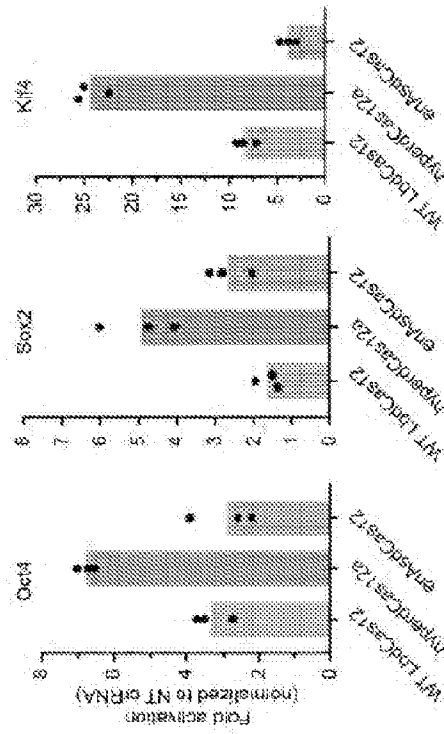 Oct4
Fold activation
(normalized to NT crRNA)
8
6
4
2
0
WT LbdCas12
hyperdCas12a
enAsdCas12
Sox2
8
7
6
5
4
3
2
1
0
WT LbdCas12
hyperdCas12a
enAsdCas12
Klf4
30
25
20
15
10
5
0
WT LbdCas12
hyperdCas12a
enAsdCas12